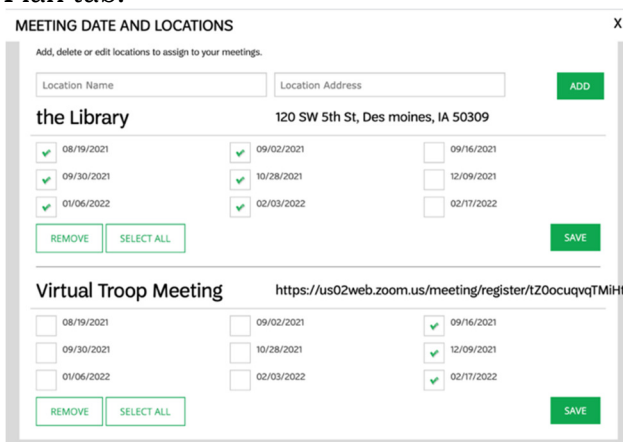 MEETING DATE AND LOCATIONS X
Add, delete or edit locations to assign to your meetings.
Location Name Location Address ADD
the Library 120 SW 5th St, Des moines, IA 50309
08/19/2021 09/02/2021 09/16/2021
09/30/2021 10/28/2021 12/09/2021
01/06/2022 02/03/2022 02/17/2022
REMOVE SELECT ALL SAVE
Virtual Troop Meeting https://us02web.zoom.us/meeting/register/tZ0ocuqvqTMiHt
08/19/2021 09/02/2021 09/16/2021
09/30/2021 10/28/2021 12/09/2021
01/06/2022 02/03/2022 02/17/2022
REMOVE SELECT ALL SAVE